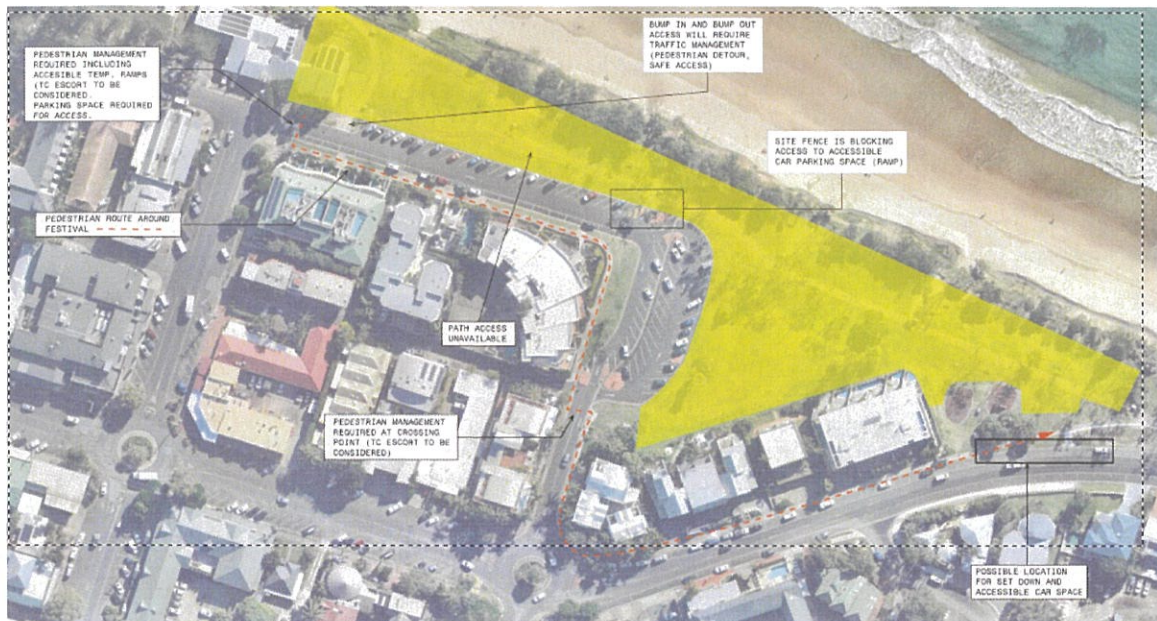 PEDESTRIAN MANAGEMENT
REQUIRED INCLUDING
ACCESIBLE TEMP. RAMPS
(TC ESCORT TO BE
CONSIDERED.
PARKING SPACE REQUIRED
FOR ACCESS.
BUMP IN AND BUMP OUT
ACCESS WILL REQUIRE
TRAFFIC MANAGEMENT
(PEDESTRIAN DETOUR,
SAFE ACCESS)
SITE FENCE IS BLOCKING
ACCESS TO ACCESSIBLE
CAR PARKING SPACE (RAMP)
PEDESTRIAN ROUTE AROUND
FESTIVAL
PATH ACCESS
UNAVAILABLE
PEDESTRIAN MANAGEMENT
REQUIRED AT CROSSING
POINT (TC ESCORT TO BE
CONSIDERED)
POSSIBLE LOCATION
FOR SET DOWN AND
ACCESSIBLE CAR SPACE